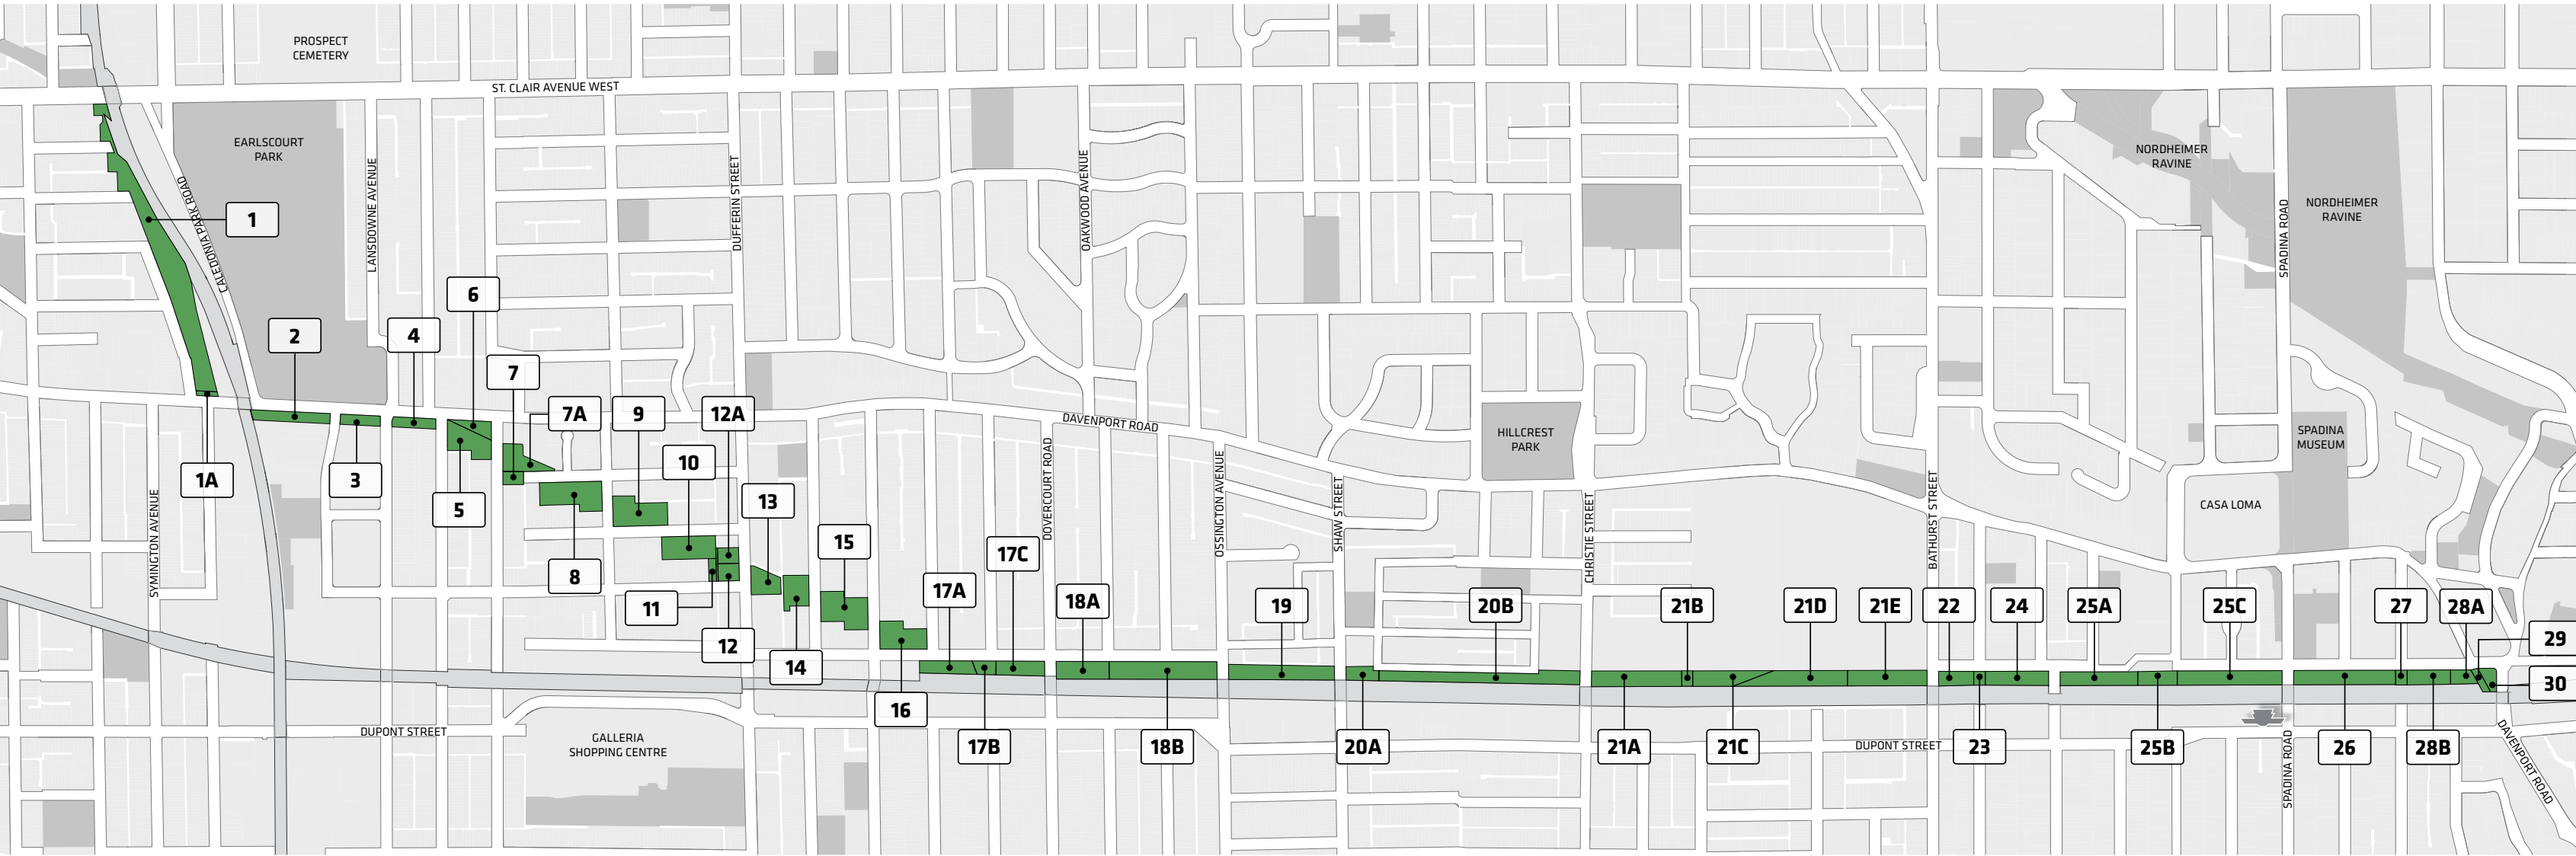 PROSPECT
CEMETERY
ST. CLAIR AVENUE WEST
EARLSCOURT
PARK
NORDHEIMER
RAVINE
NORDHEIMER
RAVINE
CALEDONIA PARK ROAD
LANSDOWNE AVENUE
DUFFERIN STREET
OAKWOOD AVENUE
SPADINA ROAD
1
6
2
4
7
7A
9
12A
DAVENPORT ROAD
HILLCREST
PARK
SPADINA
MUSEUM
1A
3
10
5
13
CASA LOMA
SYMINGTON AVENUE
DOVERCOURT ROAD
OSSINGTON AVENUE
SHAW STREET
CHRISTIE STREET
BATHURST STREET
15
17C
8
17A
18A
11
19
20B
21B
21D
21E
22
24
25A
25C
27
28A
12
29
14
30
16
DUPONT STREET
GALLERIA
SHOPPING CENTRE
17B
18B
20A
21A
21C
DUPONT STREET
23
25B
26
28B
SPADINA ROAD
DAVENPORT ROAD